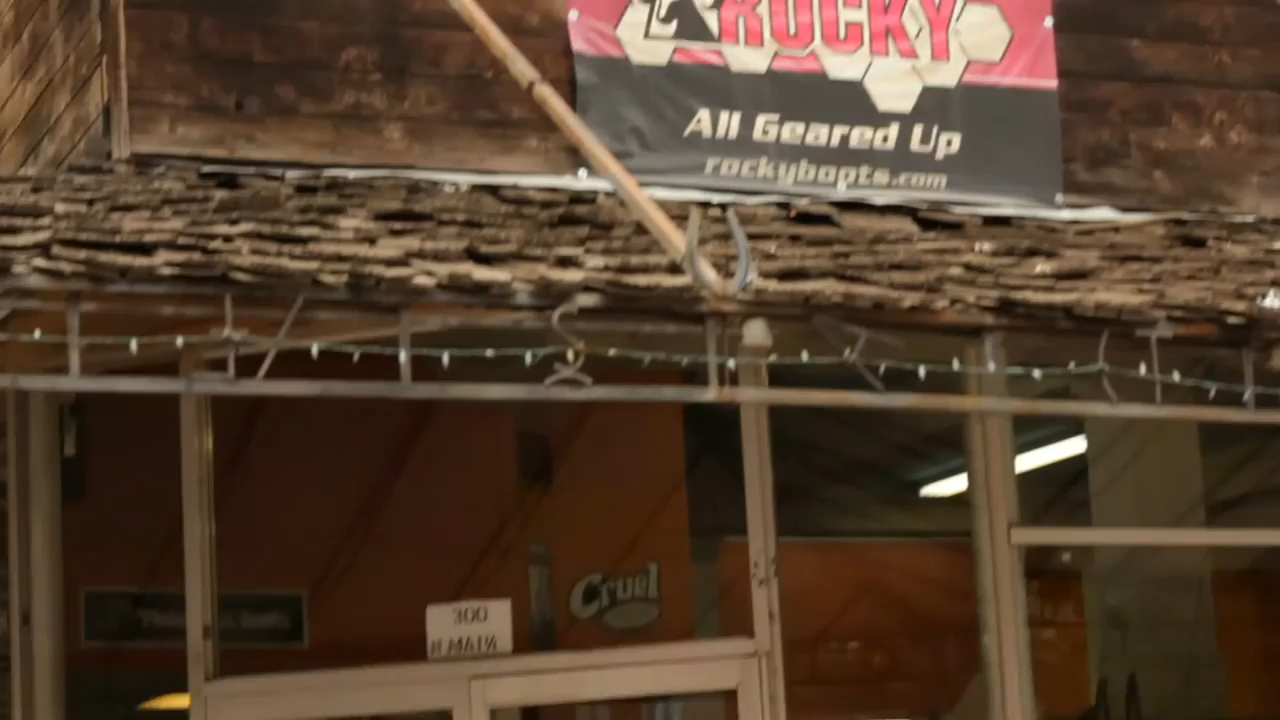 ROCKY
All Geared Up
rockyboots.com
Cruel
300
N. MAIN